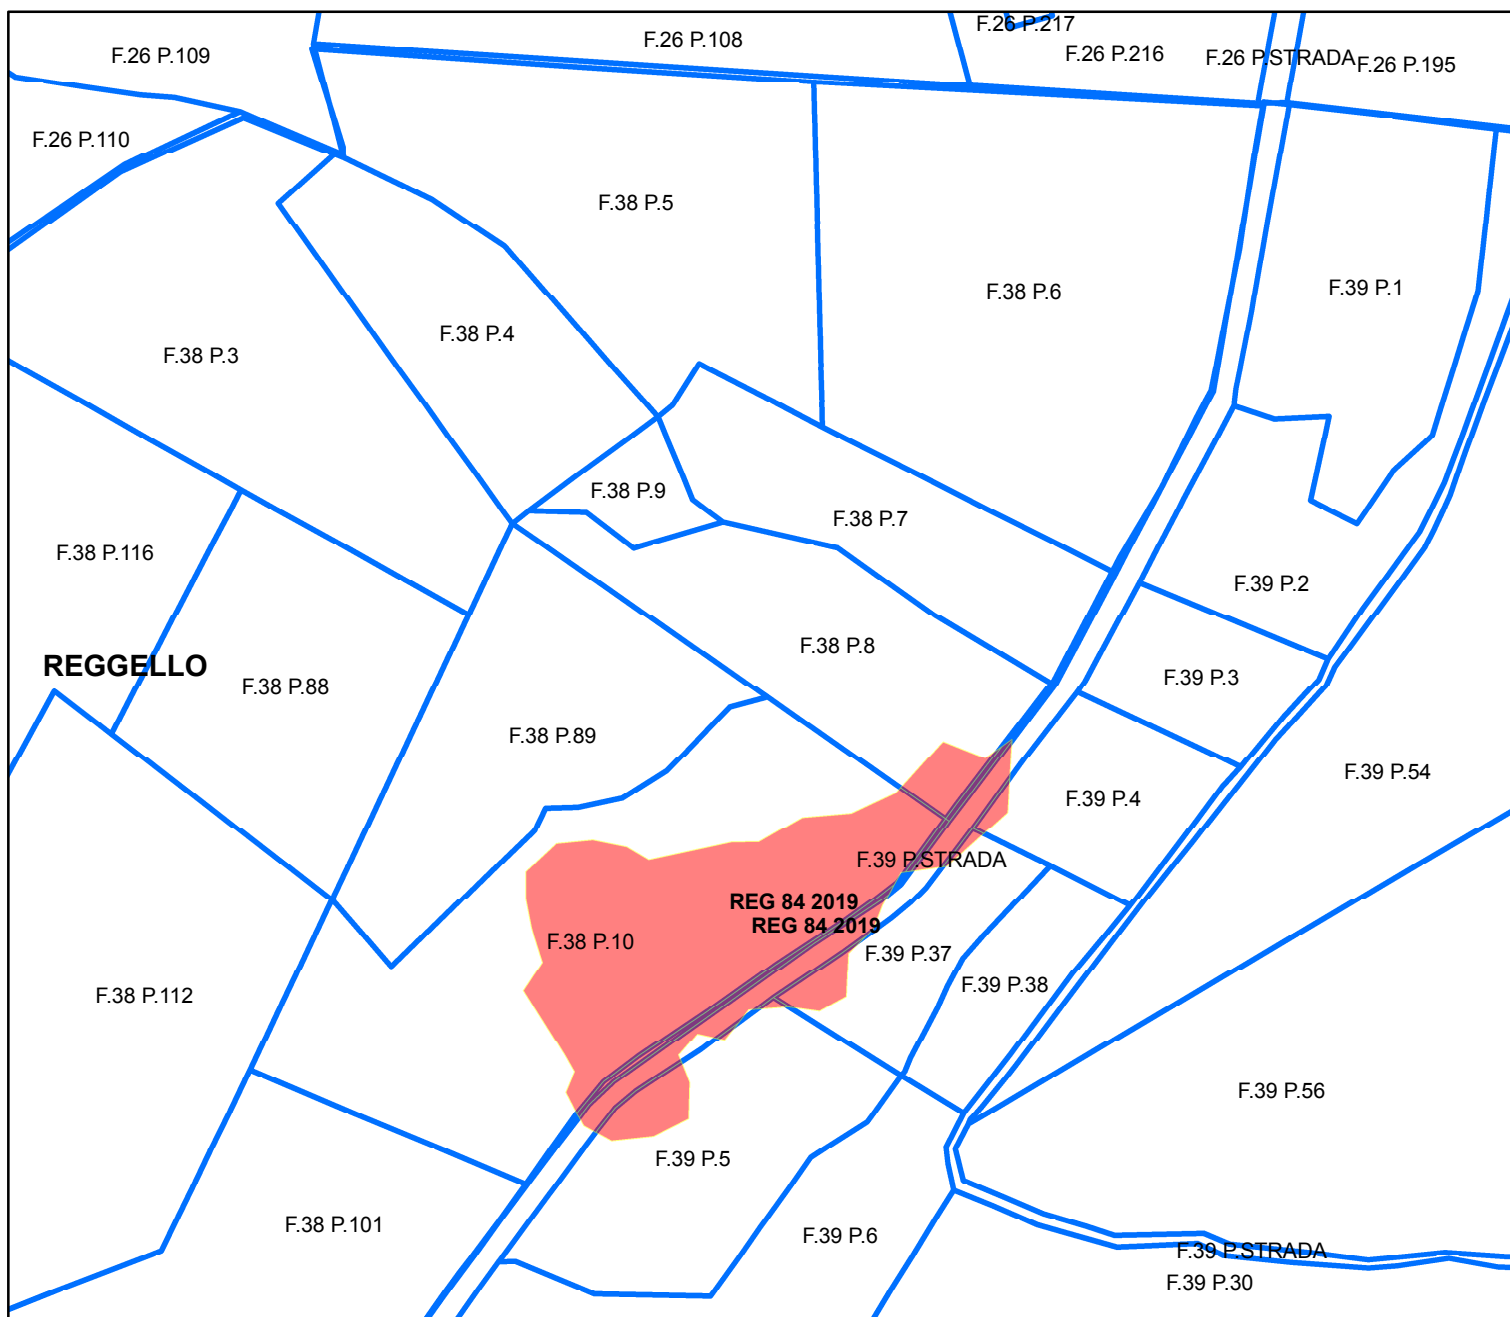 F.26 P.217
F.26 P.108
F.26 P.109
F.26 P.216
F.26 P.STRADA
F.26 P.195
F.26 P.110
F.38 P.5
F.38 P.6
F.39 P.1
F.38 P.4
F.38 P.3
F.38 P.9
F.38 P.7
F.38 P.116
F.39 P.2
F.38 P.8
REGGELLO
F.39 P.3
F.38 P.88
F.38 P.89
F.39 P.54
F.39 P.4
F.39 P.STRADA
REG 84 2019
REG 84 2019
F.38 P.10
F.39 P.37
F.39 P.38
F.38 P.112
F.39 P.56
F.39 P.5
F.38 P.101
F.39 P.6
F.39 P.STRADA
F.39 P.30